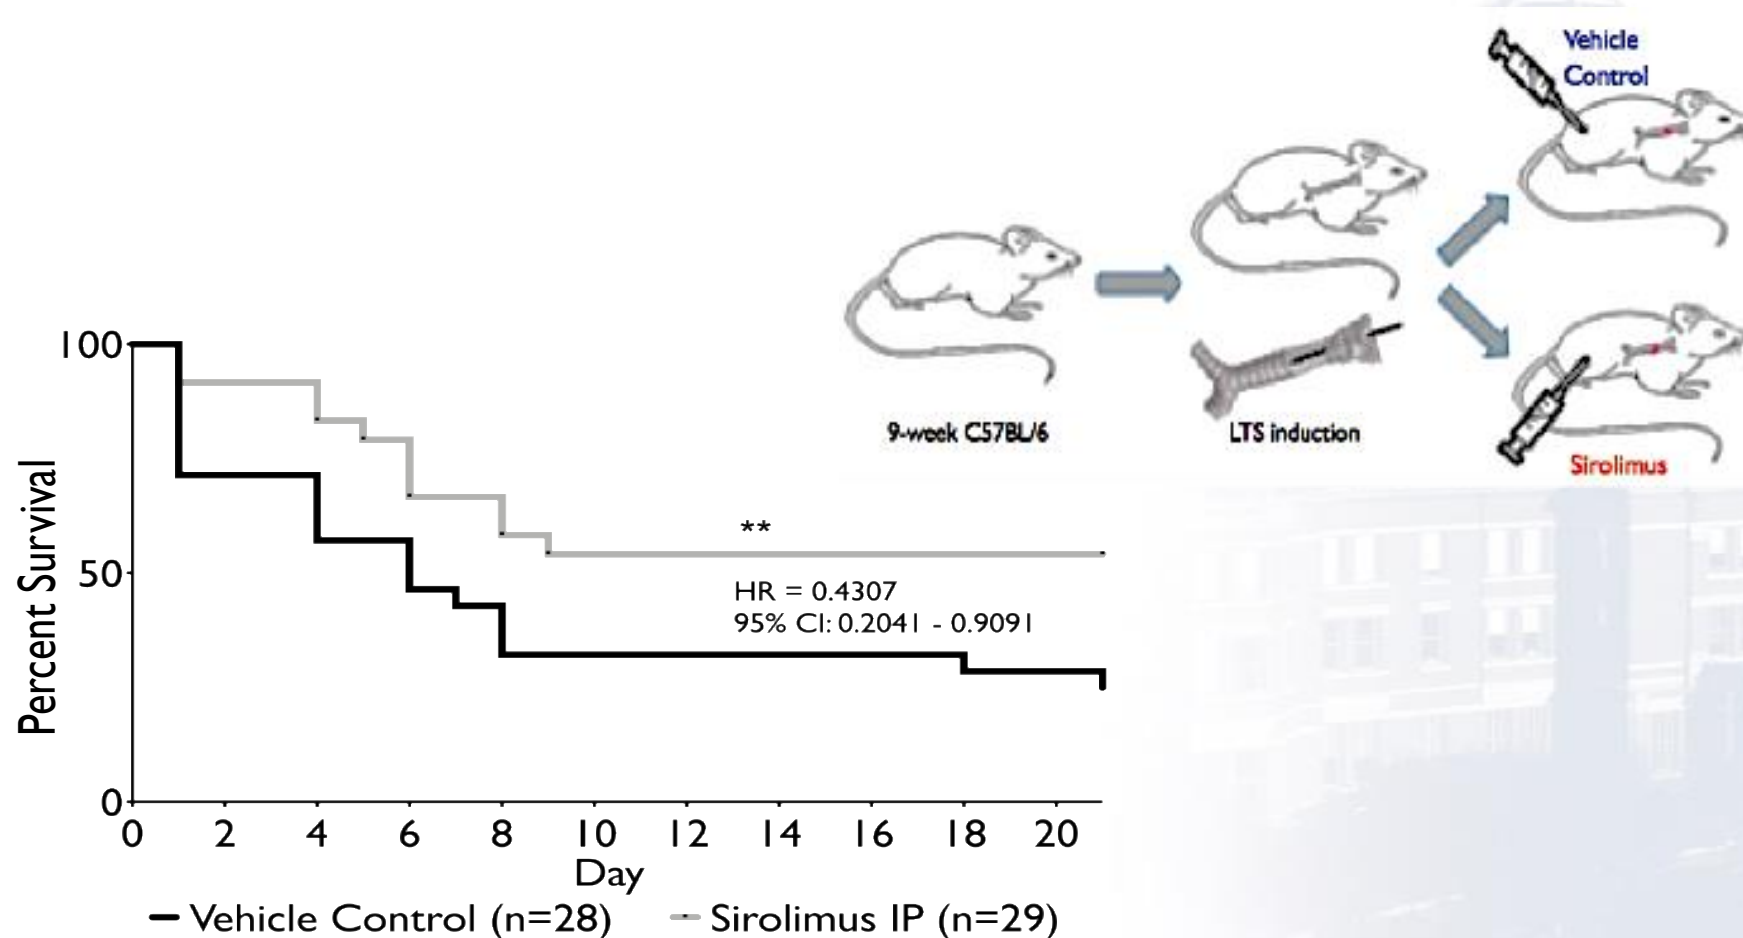 Vehicle
Control
9-week C57BL/6
LTS induction
Sirolimus
Percent Survival
100
50
0
**
HR = 0.4307
95% CI: 0.2041 - 0.9091
0 2 4 6 8 10 12 14 16 18 20
Day
Vehicle Control (n=28) Sirolimus IP (n=29)